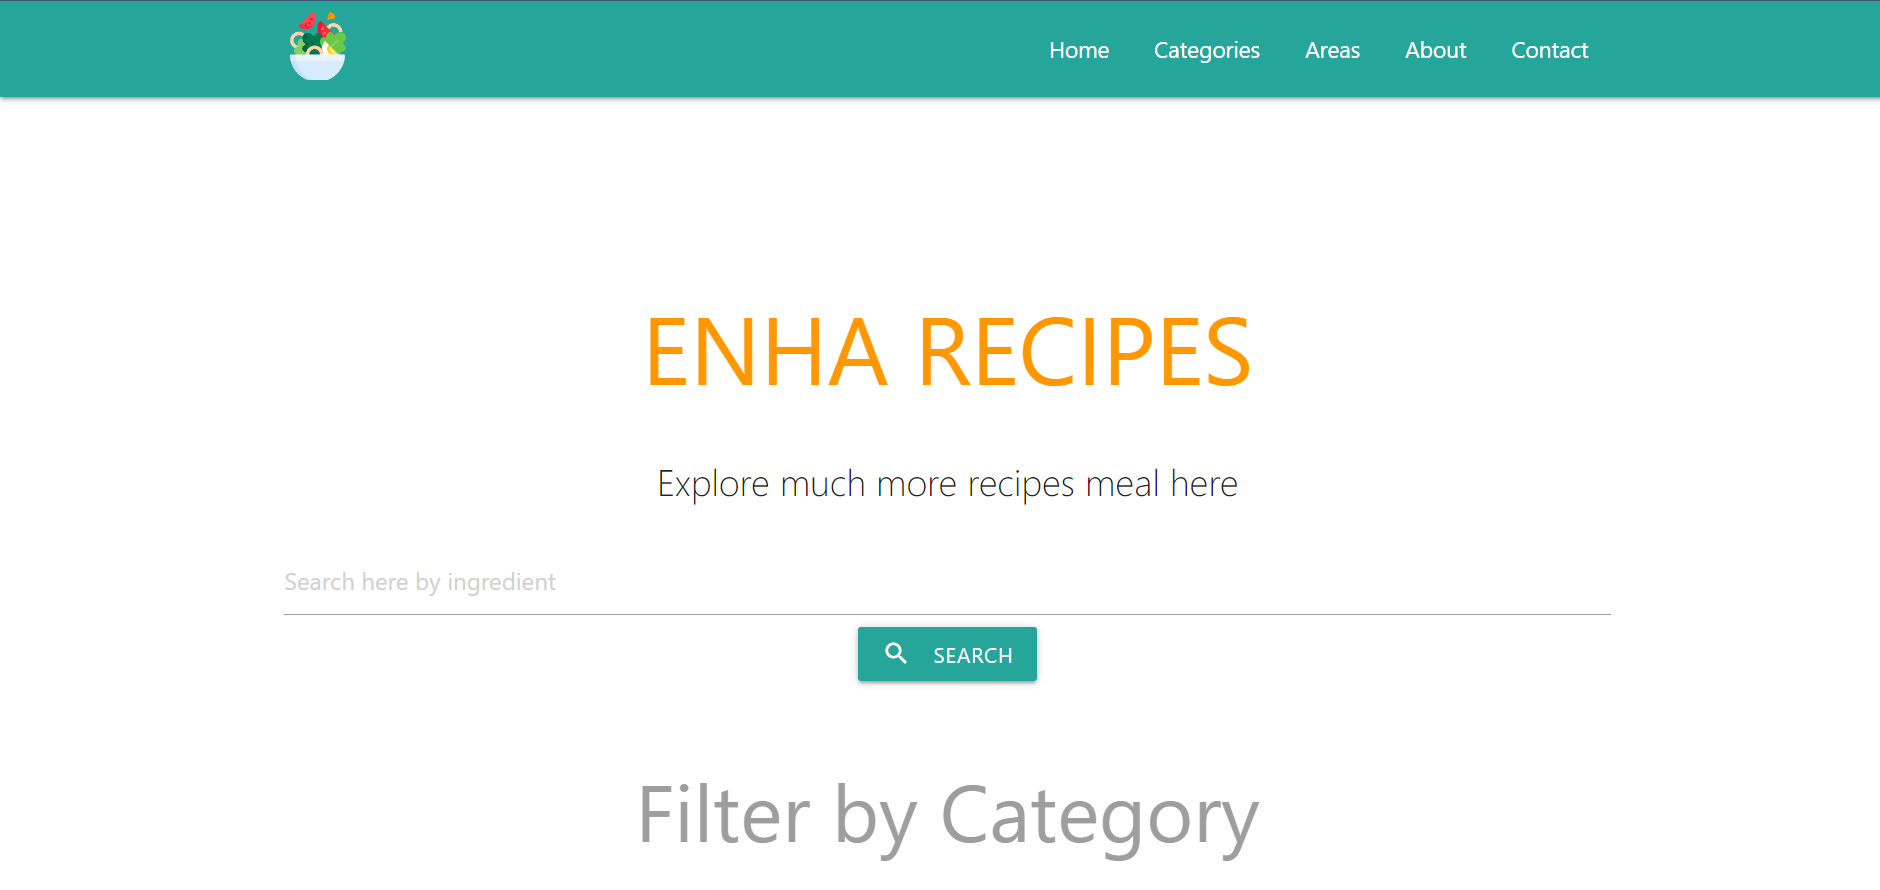 Home Categories Areas About Contact
ENHA RECIPES
Explore much more recipes meal here
Search here by ingredient
SEARCH
Filter by Category